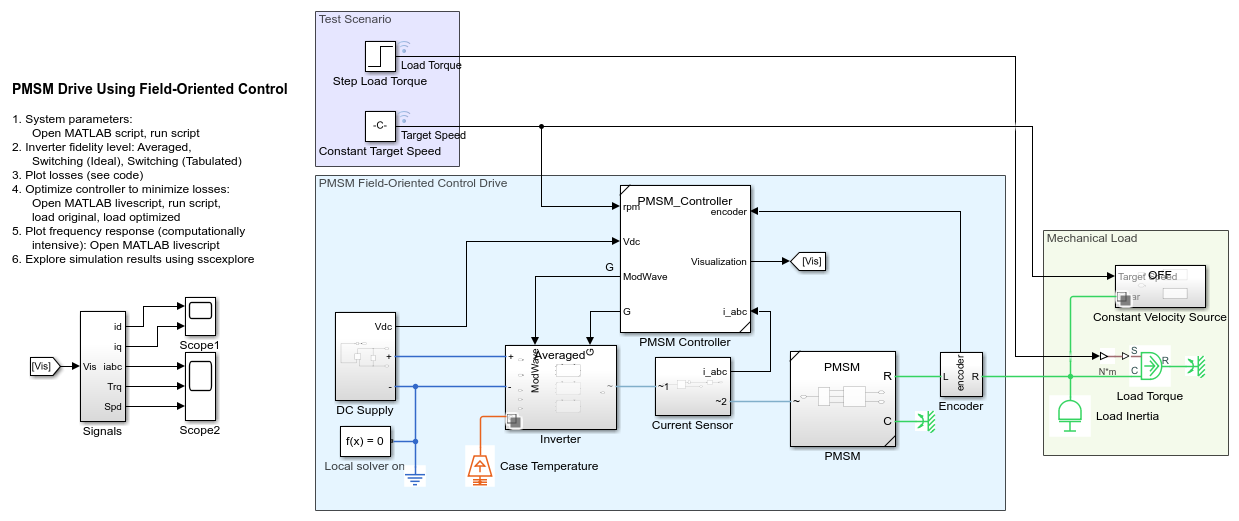 PMSM Drive Using Field-Oriented Control
1. System parameters:
Open MATLAB script, run script
2. Inverter fidelity level: Averaged,
Switching (Ideal), Switching (Tabulated)
3. Plot losses (see code)
4. Optimize controller to minimize losses:
Open MATLAB livescript, run script,
load original, load optimized
5. Plot frequency response (computationally
intensive): Open MATLAB livescript
6. Explore simulation results using sscexplore
[Vis]
Vis
id
iq
iabc
Trq
Spd
Signals
Scope1
Scope2
Test Scenario
Load Torque
Step Load Torque
-C-
Target Speed
Constant Target Speed
PMSM Field-Oriented Control Drive
PMSM_Controller
rpm
encoder
Vdc
Visualization
[Vis]
G
ModWave
G
i_abc
PMSM Controller
Vdc
+
-
DC Supply
f(x) = 0
Local solver on
Averaged
ModWave
G
+
-
~
Inverter
Case Temperature
i_abc
~1
~2
Current Sensor
PMSM
~
R
C
PMSM
encoder
L
R
Encoder
Mechanical Load
Target Speed
OFF
Constant Velocity Source
N*m
S
C
R
Load Torque
Load Inertia